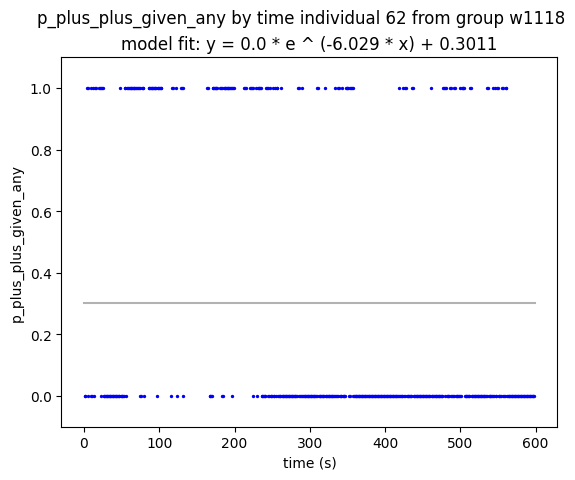 p_plus_plus_given_any by time individual 62 from group w1118
model fit: y = 0.0 * e ^ (-6.029 * x) + 0.3011
1.0
0.8
0.6
0.4
0.2
0.0
p_plus_plus_given_any
0 100 200 300 400 500 600
time (s)